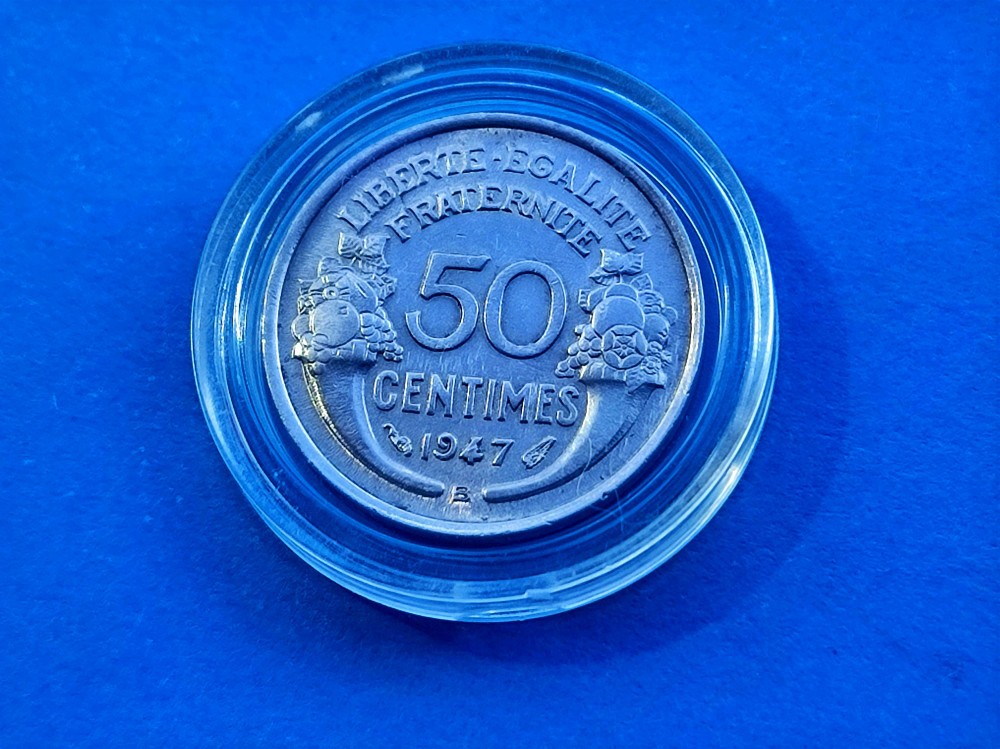 LIBERTE·EGALITE
FRATERNITE
50
CENTIMES
1947
B